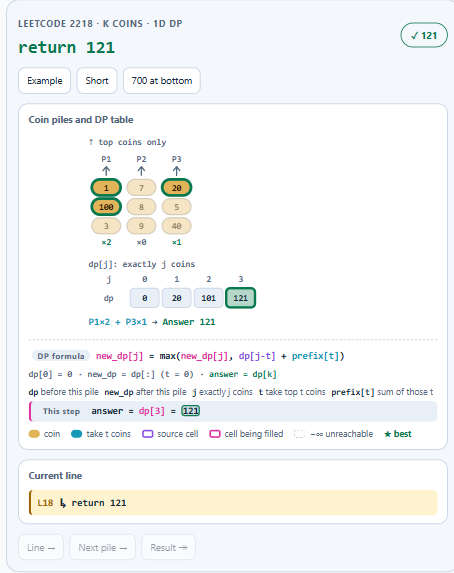 LEETCODE 2218 · K COINS · 1D DP
return 121
✓ 121
Example Short 700 at bottom
Coin piles and DP table
↑ top coins only
P1 P2 P3
↑ ↑ ↑
1 7 20
100 8 5
3 9 40
×2 ×0 ×1
dp[j]: exactly j coins
j 0 1 2 3
dp 0 20 101 121
P1×2 + P3×1 → Answer 121
DP formula new_dp[j] = max(new_dp[j], dp[j-t] + prefix[t])
dp[0] = 0 · new_dp = dp[:] (t = 0) · answer = dp[k]
dp before this pile new_dp after this pile j exactly j coins t take top t coins prefix[t] sum of those t
This step answer = dp[3] = 121
coin take t coins source cell cell being filled −∞ unreachable ★ best
Current line
L18 ↳ return 121
Line → Next pile → Result ↠